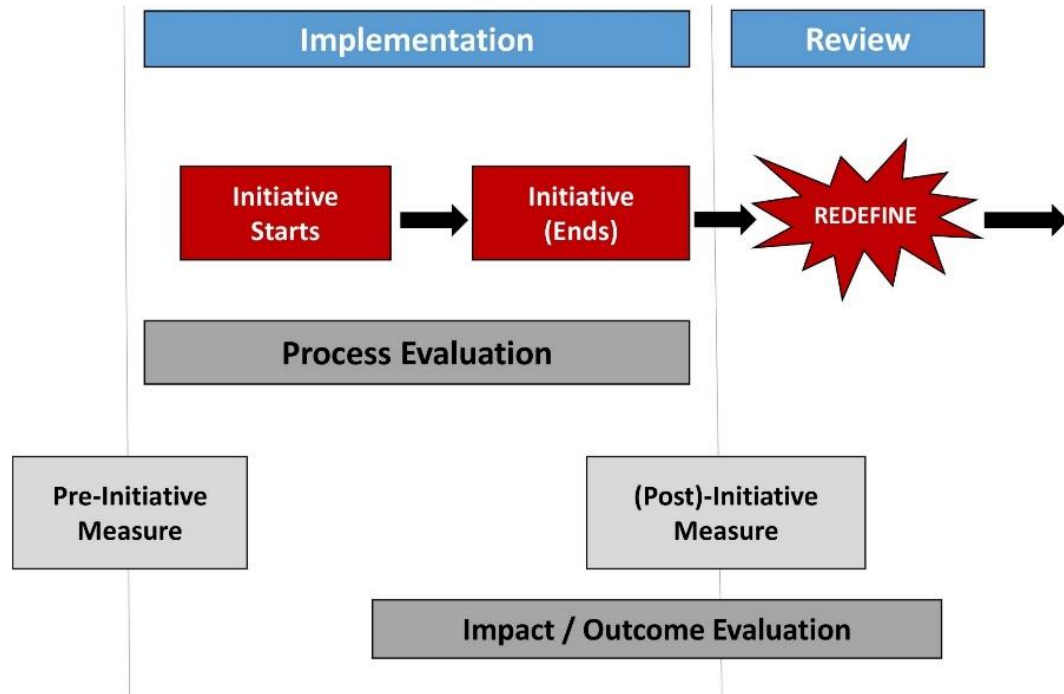 Implementation
Review
Initiative
Starts
Initiative
(Ends)
REDEFINE
Process Evaluation
Pre-Initiative
Measure
(Post)-Initiative
Measure
Impact / Outcome Evaluation